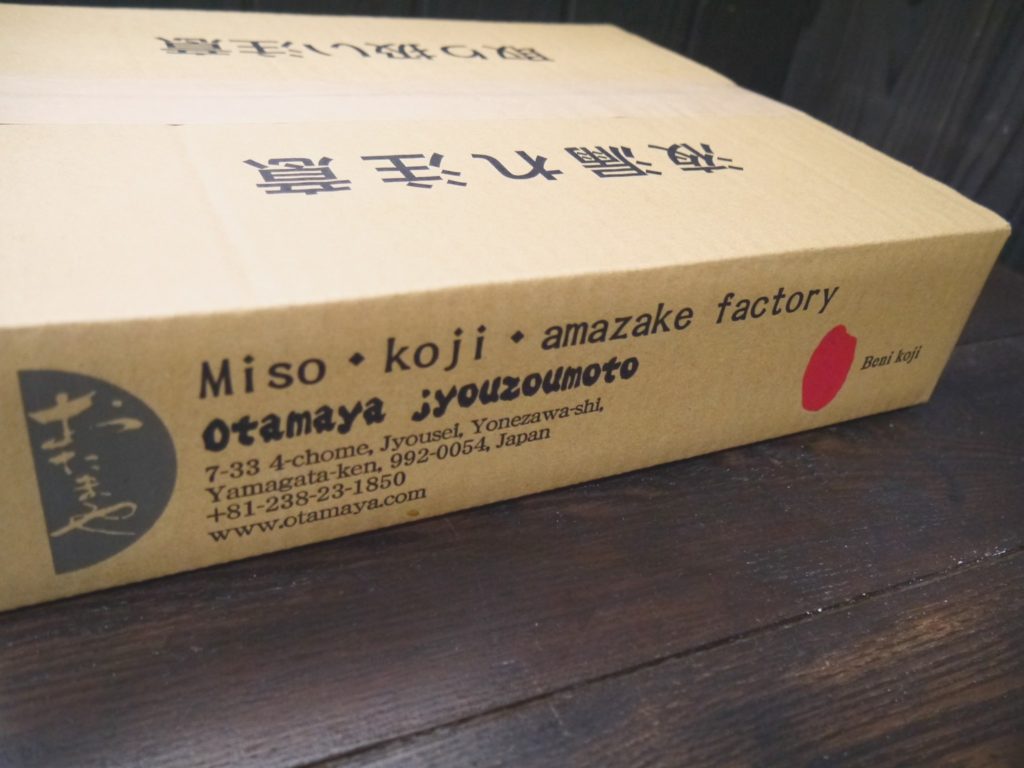 取り扱い注意
液漏れ注意
おたまや
Miso・koji・amazake factory
Otamaya jyouzoumoto
7-33 4-chome, Jyousei, Yonezawa-shi,
Yamagata-ken, 992-0054, Japan
+81-238-23-1850
www.otamaya.com
Beni koji